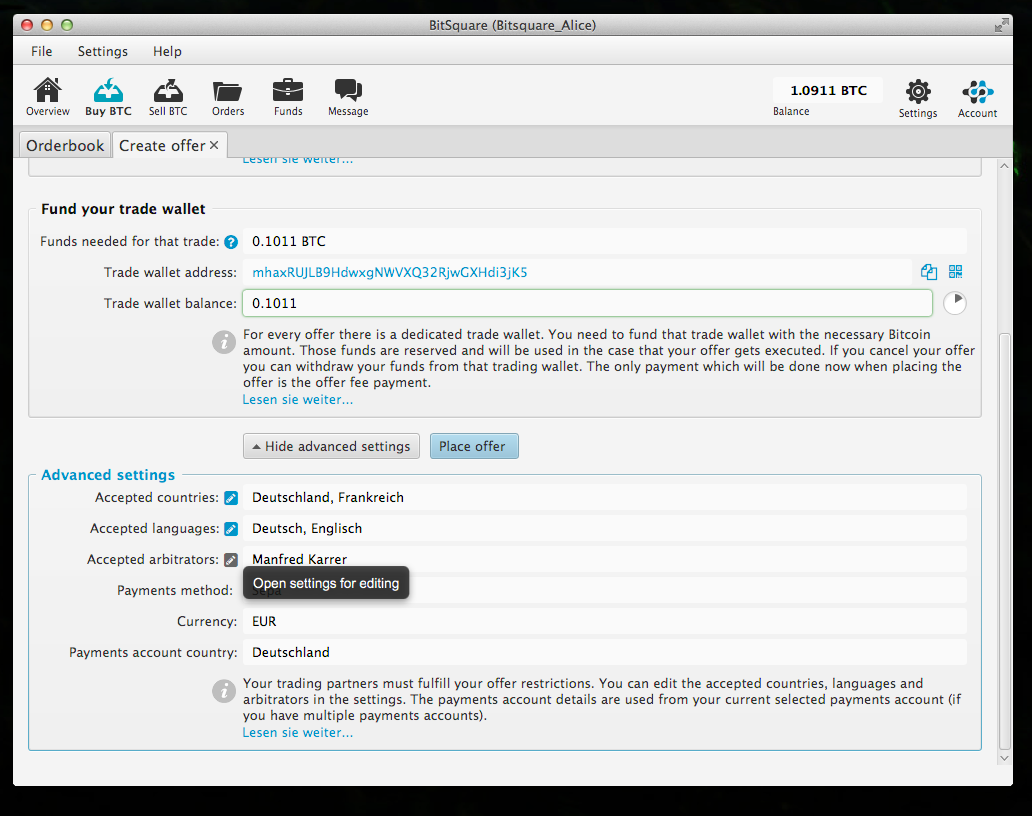 BitSquare (Bitsquare_Alice)
File Settings Help
1.0911 BTC
Overview Buy BTC Sell BTC Orders Funds Message Balance Settings Account
Orderbook Create offer ✕
Lesen sie weiter...
Fund your trade wallet
Funds needed for that trade: ? 0.1011 BTC
Trade wallet address: mhaxRUJLB9HdwxgNWVXQ32RjwGXHdi3jK5
Trade wallet balance: 0.1011
For every offer there is a dedicated trade wallet. You need to fund that trade wallet with the necessary Bitcoin
amount. Those funds are reserved and will be used in the case that your offer gets executed. If you cancel your offer
you can withdraw your funds from that trading wallet. The only payment which will be done now when placing the
offer is the offer fee payment.
Lesen sie weiter...
Hide advanced settings Place offer
Advanced settings
Accepted countries: Deutschland, Frankreich
Accepted languages: Deutsch, Englisch
Accepted arbitrators: Manfred Karrer
Open settings for editing
Payments method: Sepa
Currency: EUR
Payments account country: Deutschland
Your trading partners must fulfill your offer restrictions. You can edit the accepted countries, languages and
arbitrators in the settings. The payments account details are used from your current selected payments account (if
you have multiple payments accounts).
Lesen sie weiter...